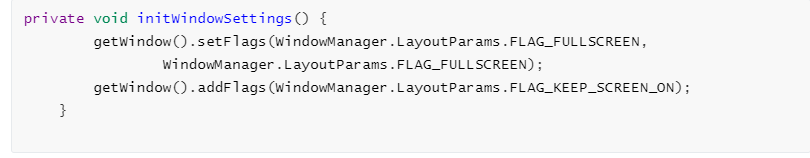 private void initWindowSettings() {
        getWindow().setFlags(WindowManager.LayoutParams.FLAG_FULLSCREEN,
                WindowManager.LayoutParams.FLAG_FULLSCREEN);
        getWindow().addFlags(WindowManager.LayoutParams.FLAG_KEEP_SCREEN_ON);
    }